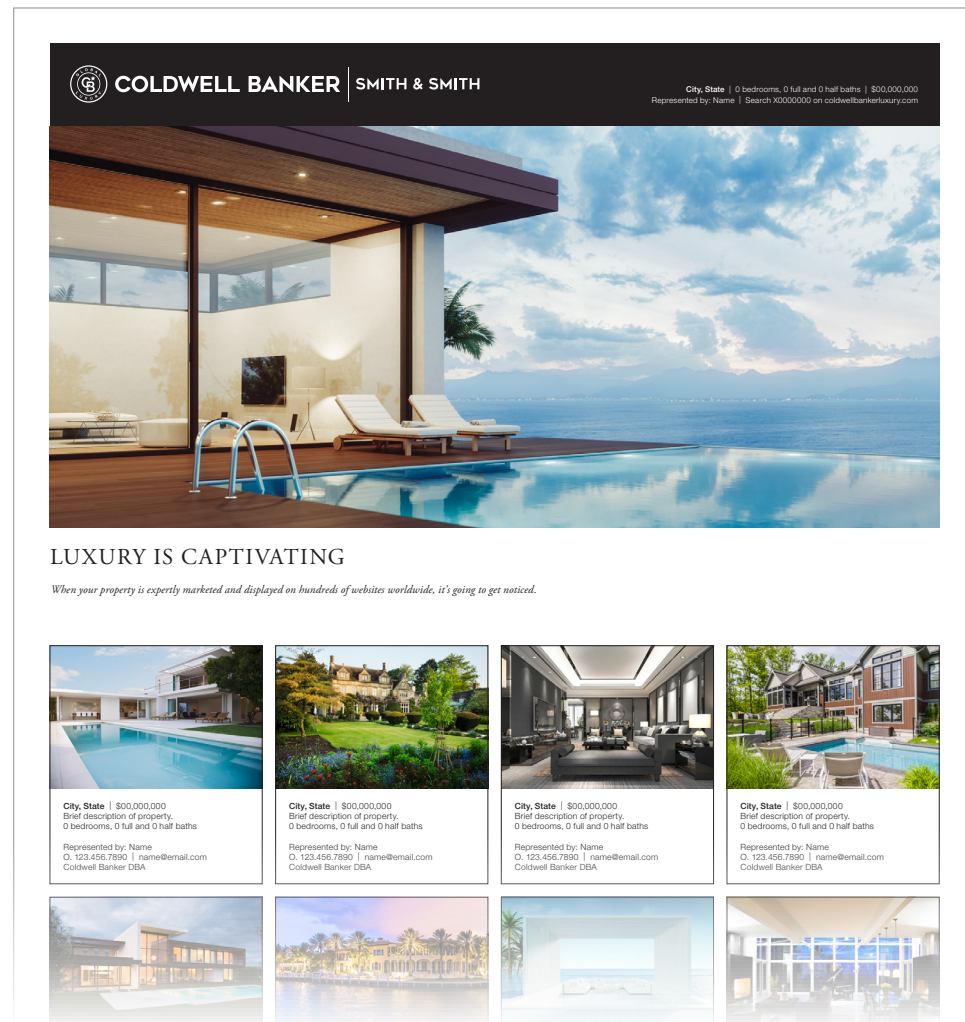 GLOBAL
CB
LUXURY
COLDWELL BANKER | SMITH & SMITH
City, State | 0 bedrooms, 0 full and 0 half baths | $00,000,000
Represented by: Name | Search X0000000 on coldwellbankerluxury.com
LUXURY IS CAPTIVATING
When your property is expertly marketed and displayed on hundreds of websites worldwide, it's going to get noticed.
City, State | $00,000,000
Brief description of property.
0 bedrooms, 0 full and 0 half baths
Represented by: Name
O. 123.456.7890 | name@email.com
Coldwell Banker DBA
City, State | $00,000,000
Brief description of property.
0 bedrooms, 0 full and 0 half baths
Represented by: Name
O. 123.456.7890 | name@email.com
Coldwell Banker DBA
City, State | $00,000,000
Brief description of property.
0 bedrooms, 0 full and 0 half baths
Represented by: Name
O. 123.456.7890 | name@email.com
Coldwell Banker DBA
City, State | $00,000,000
Brief description of property.
0 bedrooms, 0 full and 0 half baths
Represented by: Name
O. 123.456.7890 | name@email.com
Coldwell Banker DBA